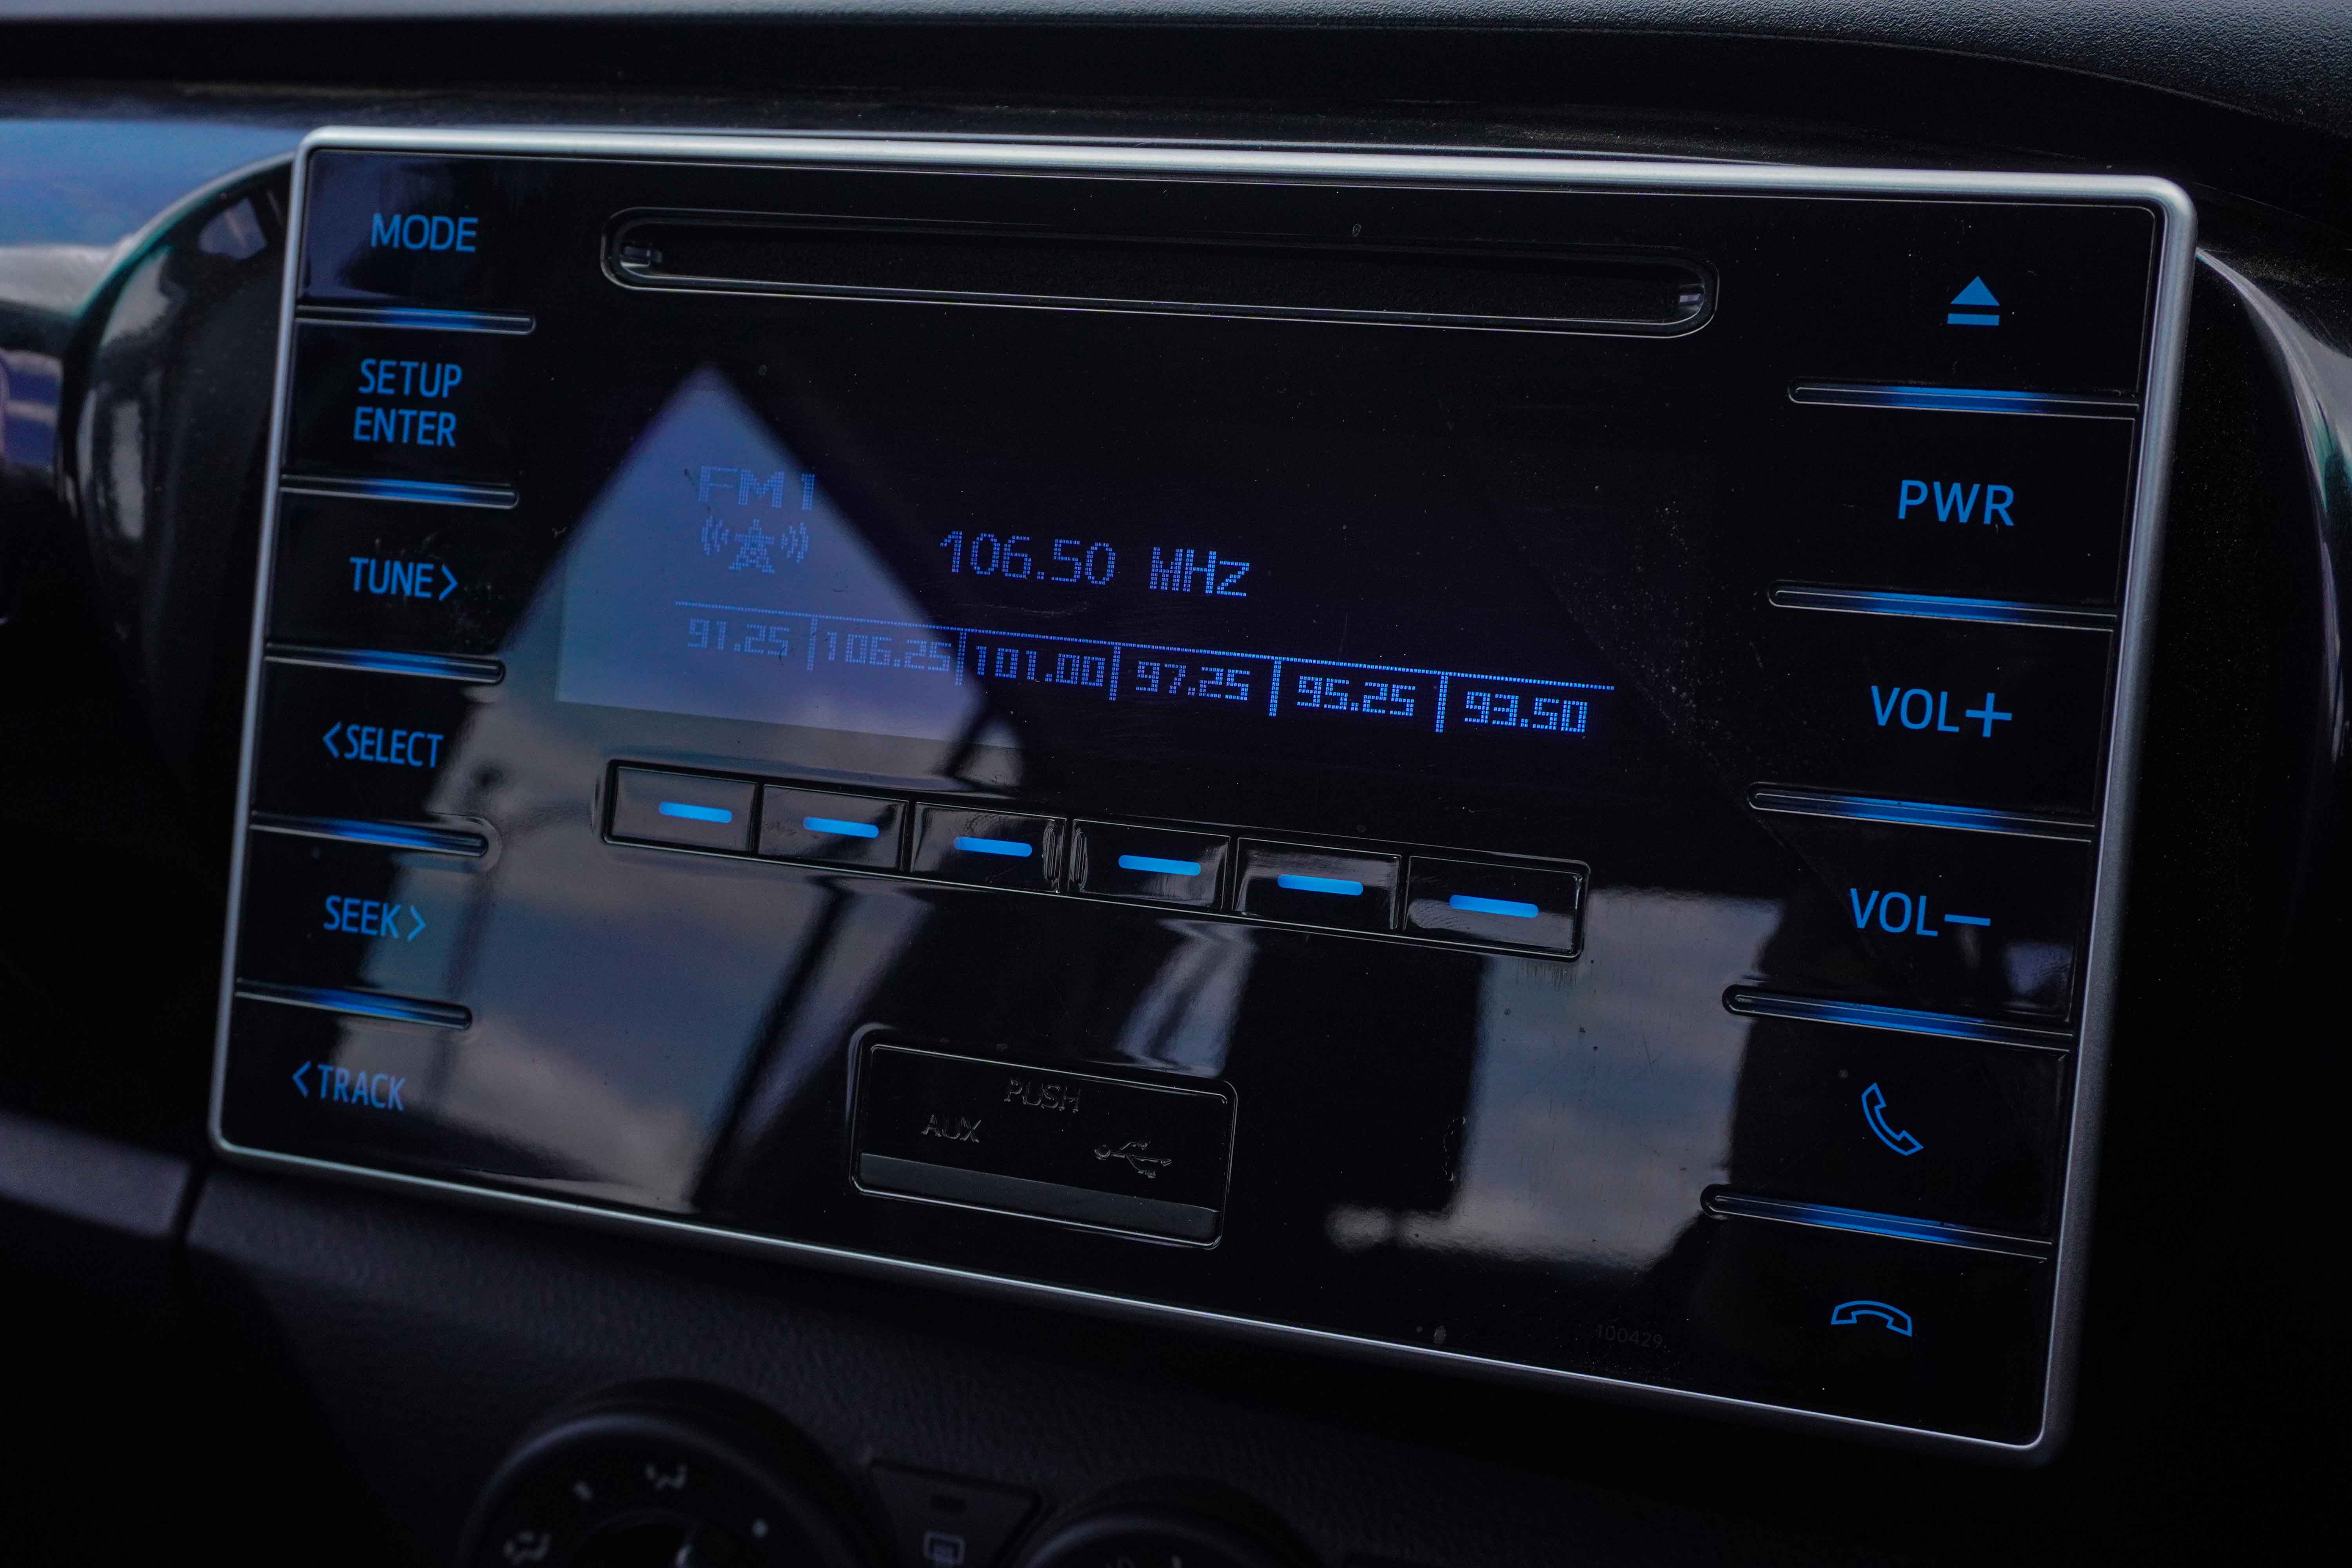 MODE
SETUP
ENTER
TUNE>
<SELECT
SEEK>
<TRACK
FM1
106.50 MHz
91.25 | 106.25 | 101.00 | 97.25 | 95.25 | 93.50
PUSH
AUX
PWR
VOL+
VOL−
100429